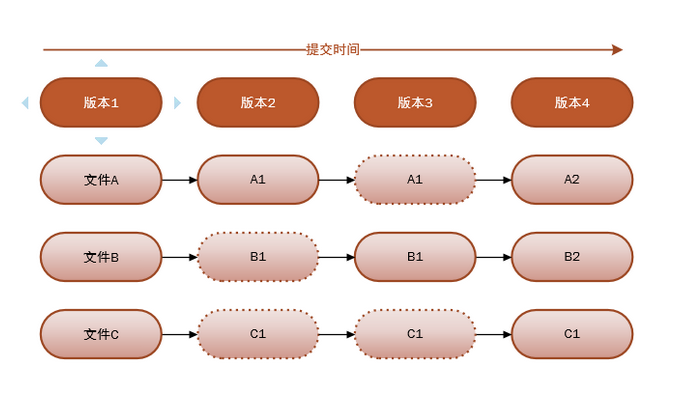 提交时间
版本1 版本2 版本3 版本4
文件A A1 A1 A2
文件B B1 B1 B2
文件C C1 C1 C1